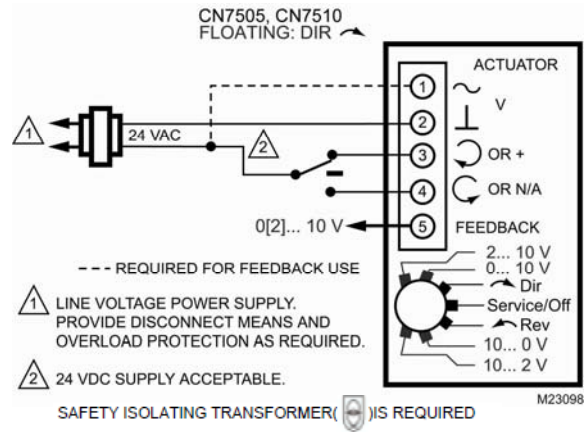 CN7505, CN7510
FLOATING: DIR
ACTUATOR
1
V
2
1
24 VAC
2
3
OR +
4
OR N/A
0[2]... 10 V
5
FEEDBACK
2... 10 V
0... 10 V
Dir
Service/Off
Rev
10... 0 V
10... 2 V
--- REQUIRED FOR FEEDBACK USE
1 LINE VOLTAGE POWER SUPPLY.
PROVIDE DISCONNECT MEANS AND
OVERLOAD PROTECTION AS REQUIRED.
2 24 VDC SUPPLY ACCEPTABLE.
M23098
SAFETY ISOLATING TRANSFORMER( )IS REQUIRED